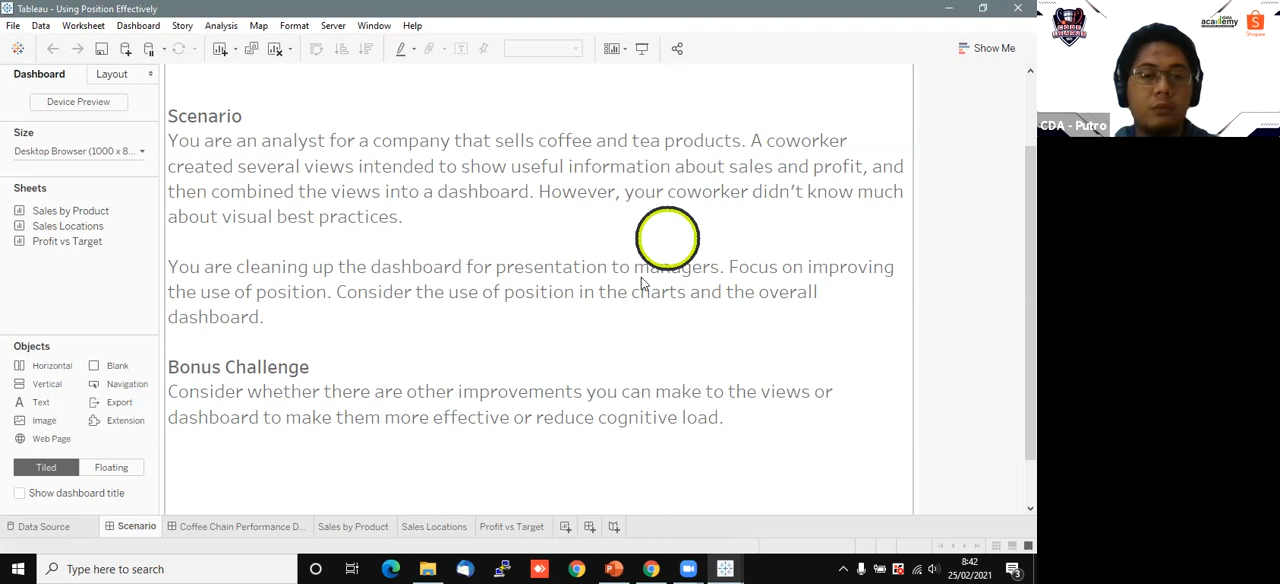 Tableau - Using Position Effectively
File Data Worksheet Dashboard Story Analysis Map Format Server Window Help
Show Me
Dashboard Layout
Device Preview
Size
Desktop Browser (1000 x 8...
Sheets
Sales by Product
Sales Locations
Profit vs Target
Objects
Horizontal Blank
Vertical Navigation
A Text Export
Image Extension
Web Page
Tiled Floating
Show dashboard title
Scenario
You are an analyst for a company that sells coffee and tea products. A coworker
created several views intended to show useful information about sales and profit, and
then combined the views into a dashboard. However, your coworker didn't know much
about visual best practices.
You are cleaning up the dashboard for presentation to managers. Focus on improving
the use of position. Consider the use of position in the charts and the overall
dashboard.
Bonus Challenge
Consider whether there are other improvements you can make to the views or
dashboard to make them more effective or reduce cognitive load.
Data Source Scenario Coffee Chain Performance D... Sales by Product Sales Locations Profit vs Target
Type here to search
8:42
25/02/2021
3
CODE LEAGUE
data academy
Shopee
CDA - Putro